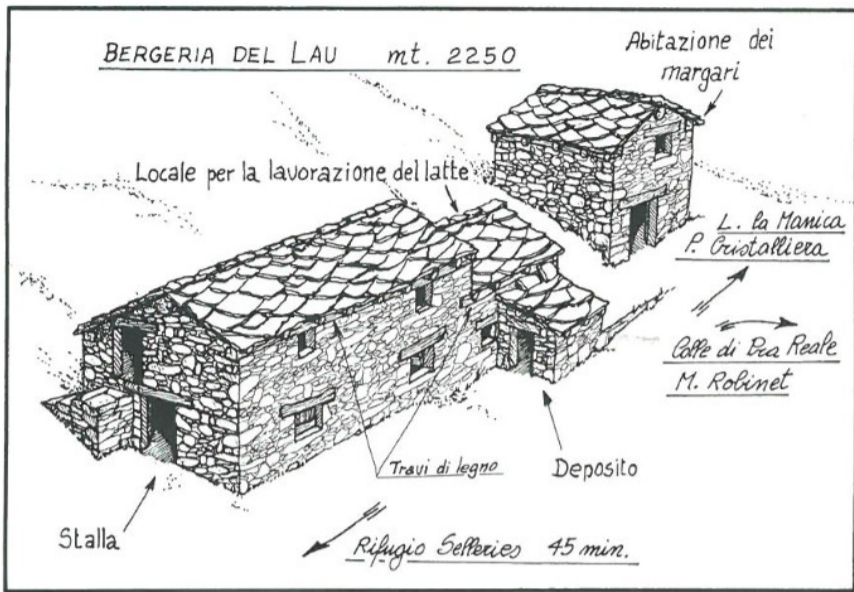 BERGERIA DEL LAU mt. 2250
Abitazione dei
margari
Locale per la lavorazione del latte
L. la Manica
P. Cristalliera
Colle di Pra Reale
M. Robinet
Travi di legno
Deposito
Stalla
Rifugio Selleries 45 min.